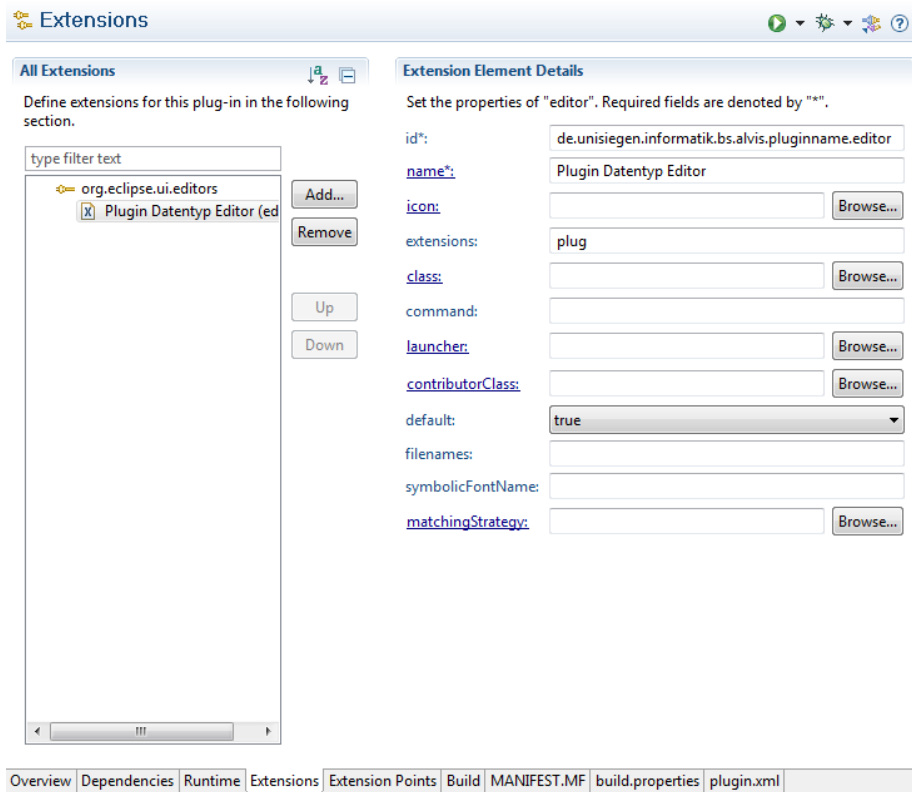 Extensions
All Extensions
Define extensions for this plug-in in the following
section.
type filter text
org.eclipse.ui.editors
Plugin Datentyp Editor (ed
Add...
Remove
Up
Down
Extension Element Details
Set the properties of "editor". Required fields are denoted by "*".
id*: de.unisiegen.informatik.bs.alvis.pluginname.editor
name*: Plugin Datentyp Editor
icon: Browse...
extensions: plug
class: Browse...
command:
launcher: Browse...
contributorClass: Browse...
default: true
filenames:
symbolicFontName:
matchingStrategy: Browse...
Overview Dependencies Runtime Extensions Extension Points Build MANIFEST.MF build.properties plugin.xml